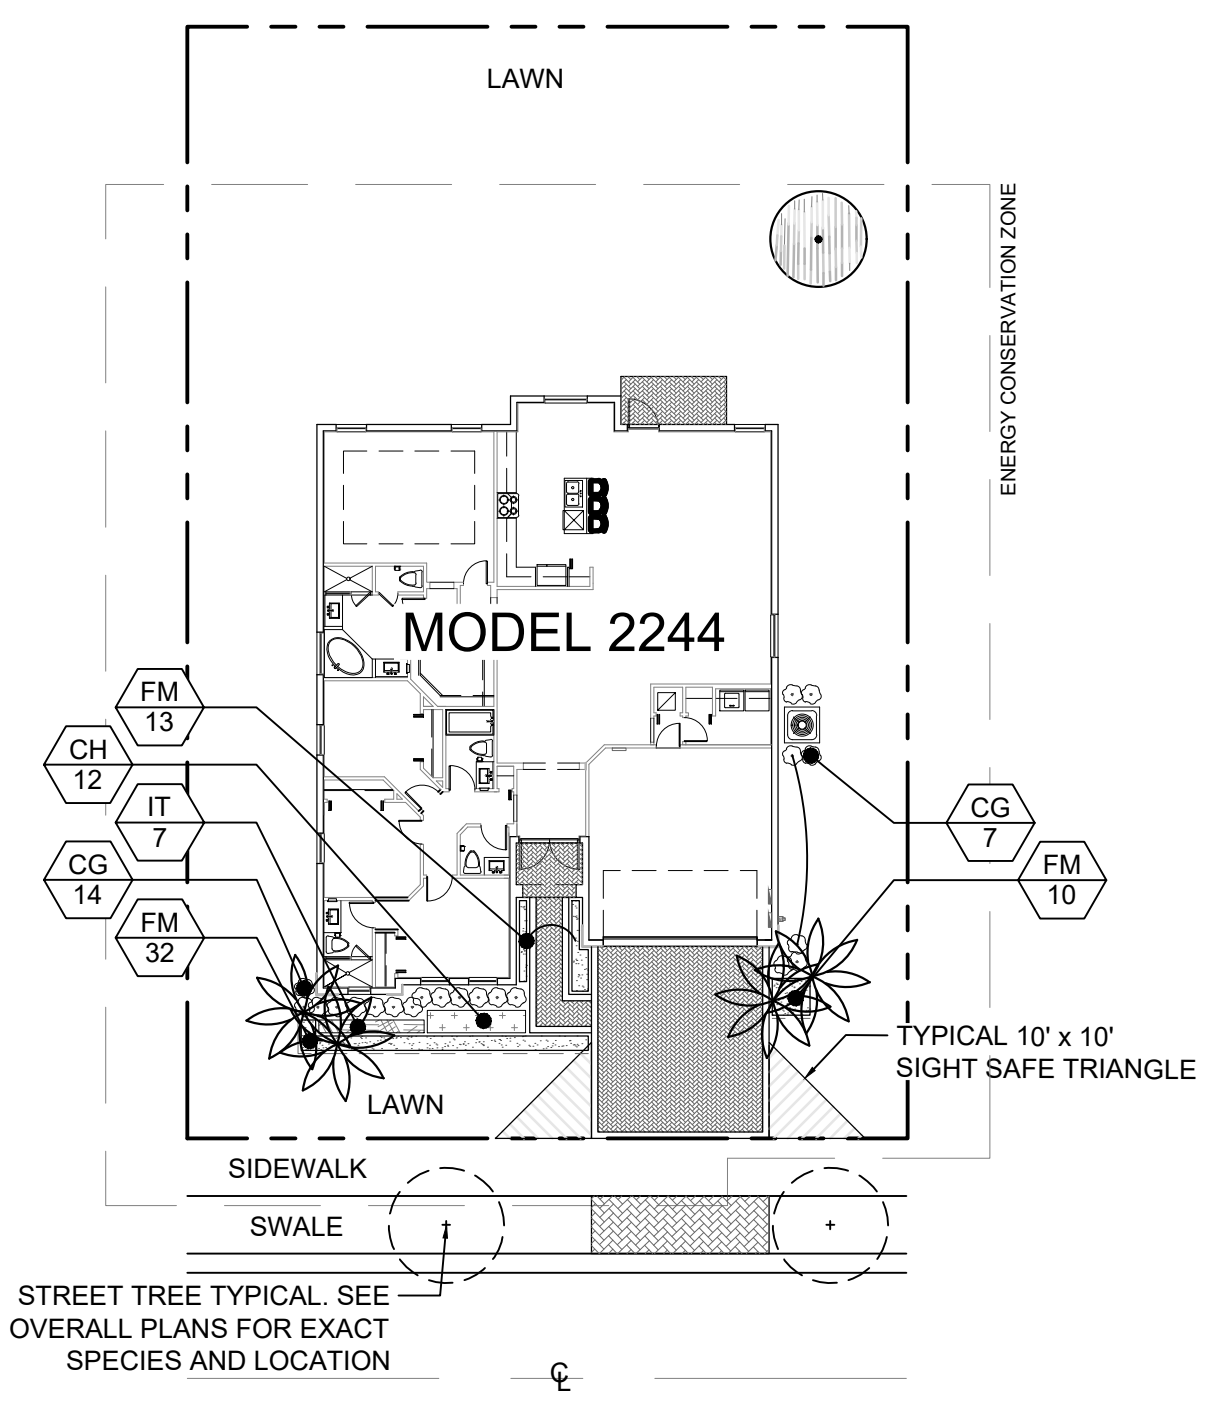 LAWN
ENERGY CONSERVATION ZONE
MODEL 2244
FM
13
CH
12
IT
7
CG
14
FM
32
CG
7
FM
10
TYPICAL 10' x 10'
SIGHT SAFE TRIANGLE
LAWN
SIDEWALK
SWALE
STREET TREE TYPICAL. SEE
OVERALL PLANS FOR EXACT
SPECIES AND LOCATION
CL